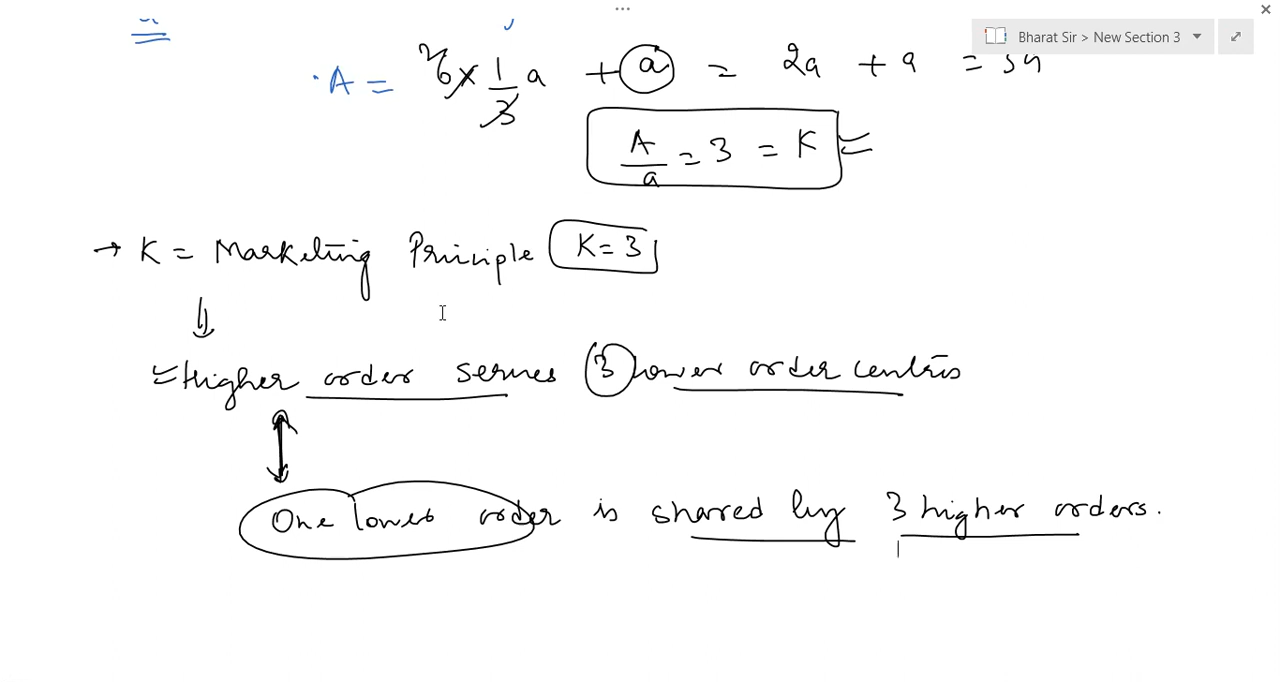 Bharat Sir > New Section 3
A = 6 × 1/3 a + a = 2a + a = 3a
A/a = 3 = K
→ K = Marketing Principle K = 3
Higher order serves 3 lower order centres
One lower order is shared by 3 higher orders.